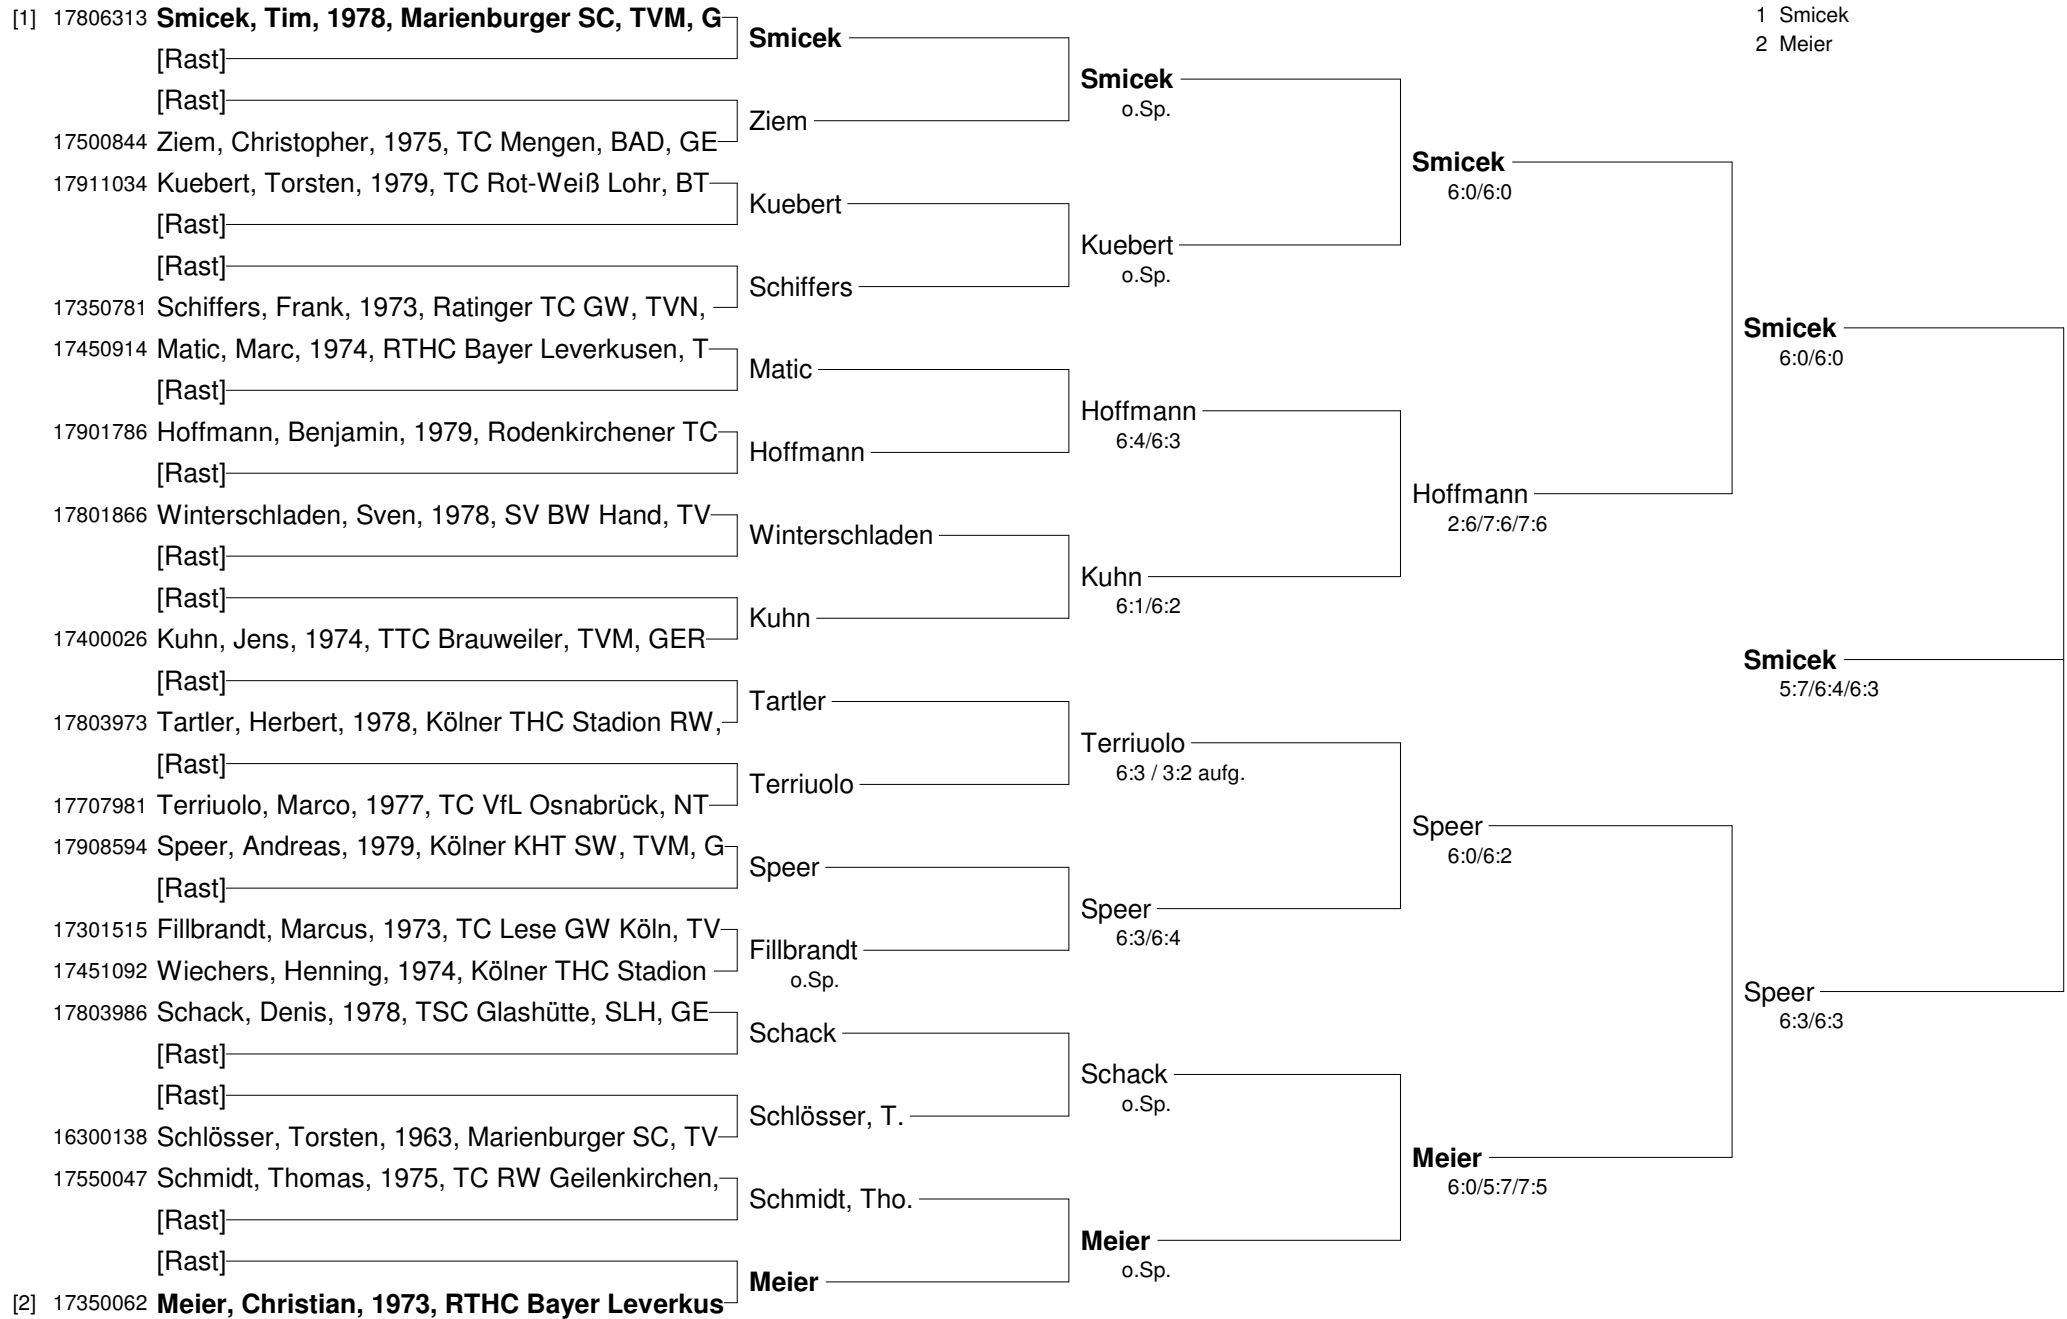 [1] 17806313 Smicek, Tim, 1978, Marienburger SC, TVM, G
[Rast]
[Rast]
17500844 Ziem, Christopher, 1975, TC Mengen, BAD, GE
17911034 Kuebert, Torsten, 1979, TC Rot-Weiß Lohr, BT
[Rast]
[Rast]
17350781 Schiffers, Frank, 1973, Ratinger TC GW, TVN,
17450914 Matic, Marc, 1974, RTHC Bayer Leverkusen, T
[Rast]
17901786 Hoffmann, Benjamin, 1979, Rodenkirchener TC
[Rast]
17801866 Winterschladen, Sven, 1978, SV BW Hand, TV
[Rast]
[Rast]
17400026 Kuhn, Jens, 1974, TTC Brauweiler, TVM, GER
[Rast]
17803973 Tartler, Herbert, 1978, Kölner THC Stadion RW,
[Rast]
17707981 Terriuolo, Marco, 1977, TC VfL Osnabrück, NT
17908594 Speer, Andreas, 1979, Kölner KHT SW, TVM, G
[Rast]
17301515 Fillbrandt, Marcus, 1973, TC Lese GW Köln, TV
17451092 Wiechers, Henning, 1974, Kölner THC Stadion
17803986 Schack, Denis, 1978, TSC Glashütte, SLH, GE
[Rast]
[Rast]
16300138 Schlösser, Torsten, 1963, Marienburger SC, TV
17550047 Schmidt, Thomas, 1975, TC RW Geilenkirchen,
[Rast]
[Rast]
[2] 17350062 Meier, Christian, 1973, RTHC Bayer Leverkus
Smicek
Ziem
Kuebert
Schiffers
Matic
Hoffmann
Winterschladen
Kuhn
Tartler
Terriuolo
Speer
Fillbrandt
o.Sp.
Schack
Schlösser, T.
Schmidt, Tho.
Meier
Smicek
o.Sp.
Kuebert
o.Sp.
Hoffmann
6:4/6:3
Kuhn
6:1/6:2
Terriuolo
6:3 / 3:2 aufg.
Speer
6:3/6:4
Schack
o.Sp.
Meier
o.Sp.
Smicek
6:0/6:0
Hoffmann
2:6/7:6/7:6
Speer
6:0/6:2
Meier
6:0/5:7/7:5
Smicek
6:0/6:0
Smicek
5:7/6:4/6:3
Speer
6:3/6:3
1 Smicek
2 Meier